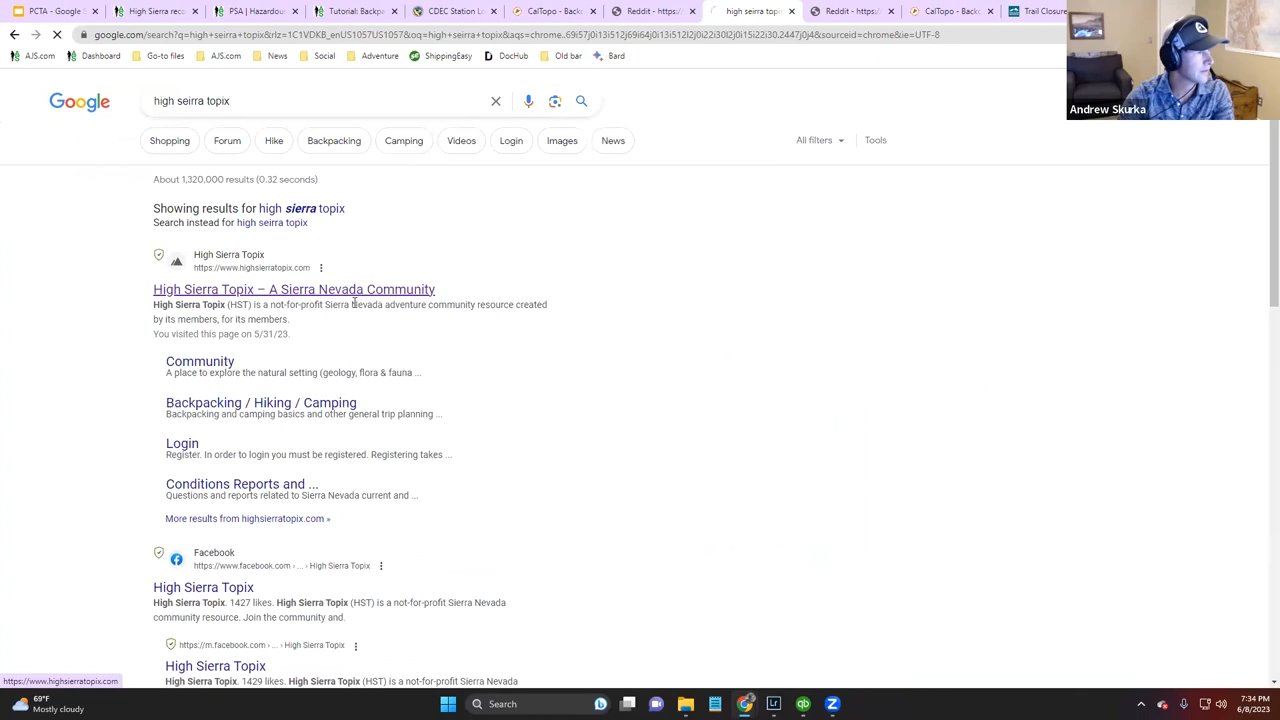 PCTA - Current
PSA | Hazardou:
Tutorial: Backp
CDEC Station Lo
CalTopo - Backc
Reddit - https:/
high seirra topi
Reddit - https:/
CalTopo - Backc
Trail Closure
google.com/search?q=high+seirra+topix&rlz=1C1VDKB_enUS1057US1057&oq=high+seirra+topix&aqs=chrome..69i57j0i13i512j69i64j0i13i512l2j0i22i30l2j0i15i22i30.2447j0j4&sourceid=chrome&ie=UTF-8
AJS.com
Dashboard
Go-to files
AJS.com
News
Social
Adventure
ShippingEasy
DocHub
Old bar
Bard
Andrew Skurka
Google
high seirra topix
Shopping
Forum
Hike
Backpacking
Camping
Videos
Login
Images
News
All filters
Tools
About 1,320,000 results (0.32 seconds)
Showing results for high sierra topix
Search instead for high seirra topix
High Sierra Topix
https://www.highsierratopix.com
High Sierra Topix – A Sierra Nevada Community
High Sierra Topix (HST) is a not-for-profit Sierra Nevada adventure community resource created
by its members, for its members.
You visited this page on 5/31/23.
Community
A place to explore the natural setting (geology, flora & fauna ...
Backpacking / Hiking / Camping
Backpacking and camping basics and other general trip planning ...
Login
Register. In order to login you must be registered. Registering takes ...
Conditions Reports and ...
Questions and reports related to Sierra Nevada current and ...
More results from highsierratopix.com »
Facebook
https://www.facebook.com › ... › High Sierra Topix
High Sierra Topix
High Sierra Topix. 1427 likes. High Sierra Topix (HST) is a not-for-profit Sierra Nevada
community resource. Join the community and.
https://m.facebook.com › ... › High Sierra Topix
High Sierra Topix
High Sierra Topix. 1429 likes. High Sierra Topix (HST) is a not-for-profit Sierra Nevada
https://www.highsierratopix.com
69°F
Mostly cloudy
Search
7:34 PM
6/8/2023